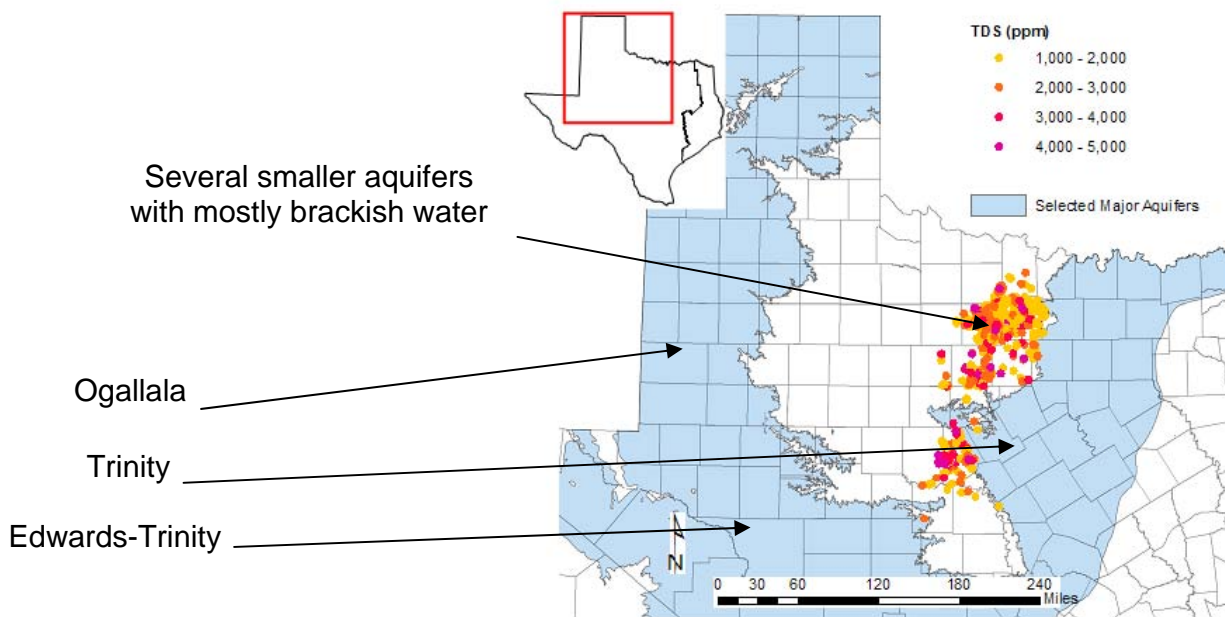 TDS (ppm)
1,000 - 2,000
2,000 - 3,000
3,000 - 4,000
4,000 - 5,000
Selected Major Aquifers
Several smaller aquifers
with mostly brackish water
Ogallala
Trinity
Edwards-Trinity
N
0 30 60 120 180 240
Miles